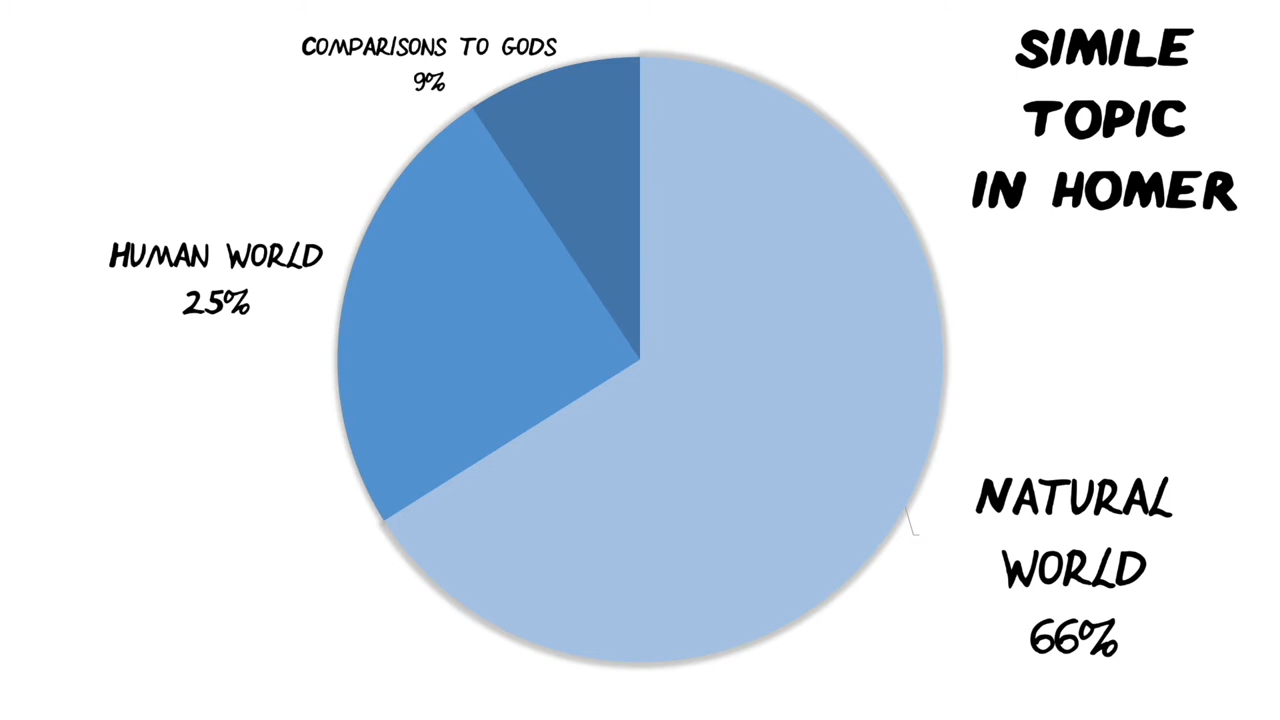 SIMILE
TOPIC
IN HOMER
COMPARISONS TO GODS
9%
HUMAN WORLD
25%
NATURAL
WORLD
66%